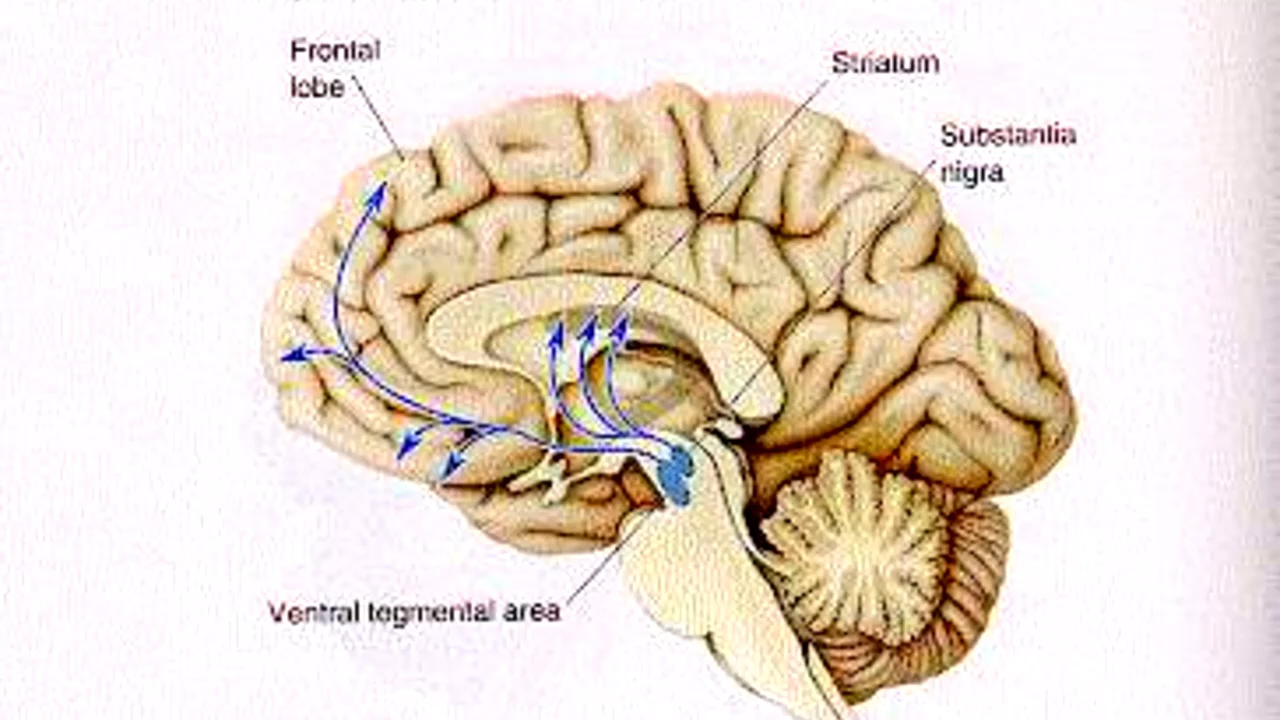 Frontal
lobe
Striatum
Substantia
nigra
Ventral tegmental area